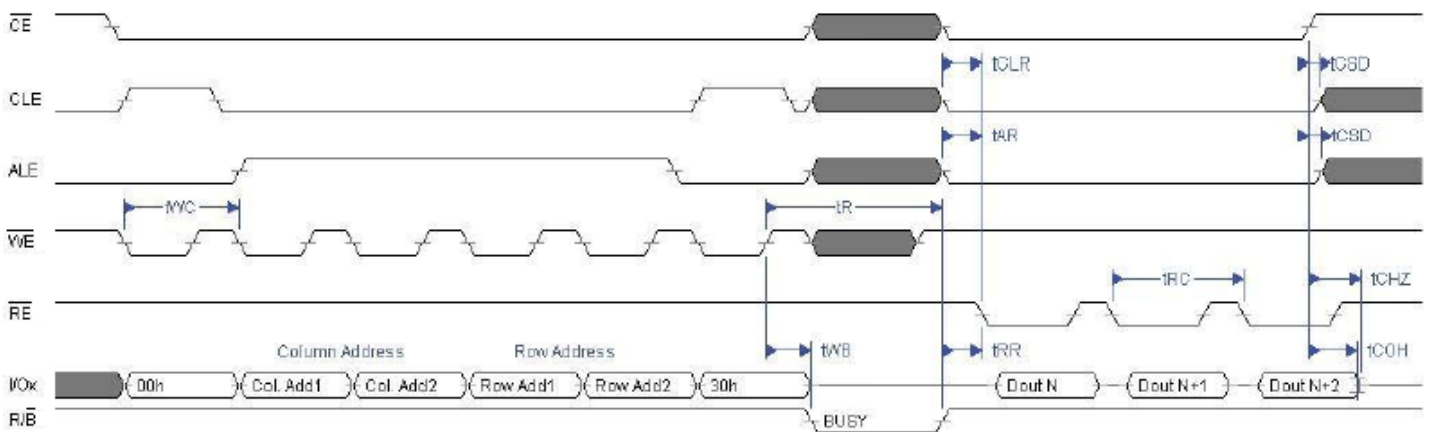 CE
tCLR
tCSD
CLE
tAR
tCSD
ALE
tWC
tR
WE
tRC
tCHZ
RE
Column Address
Row Address
tWB
tRR
tCOH
I/Ox
00h
Col. Add1
Col. Add2
Row Add1
Row Add2
30h
Dout N
Dout N+1
Dout N+2
R/B
BUSY